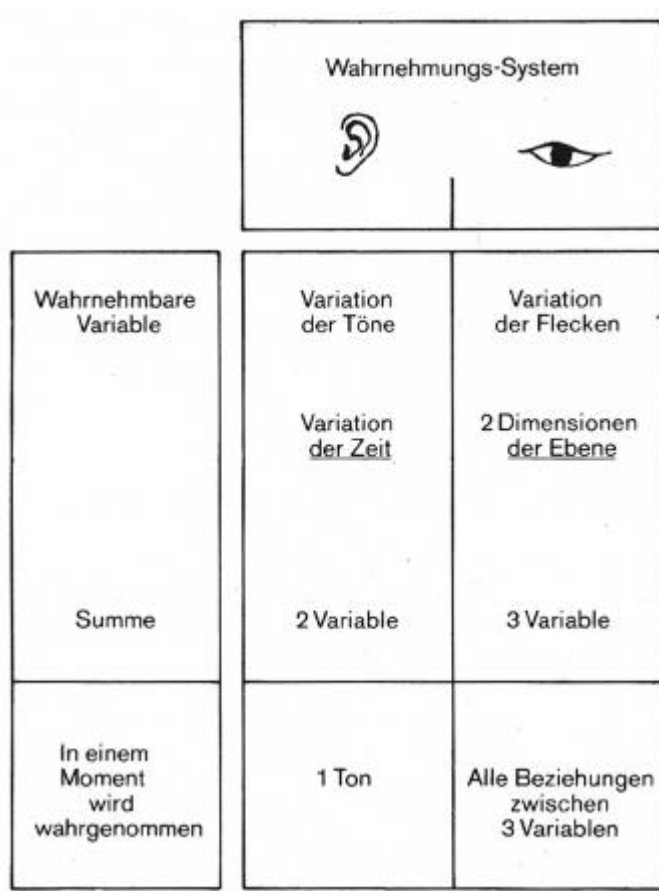 Wahrnehmungs-System
Wahrnehmbare
Variable
Variation
der Töne
Variation
der Flecken
Variation
der Zeit
2 Dimensionen
der Ebene
Summe
2 Variable
3 Variable
In einem
Moment
wird
wahrgenommen
1 Ton
Alle Beziehungen
zwischen
3 Variablen